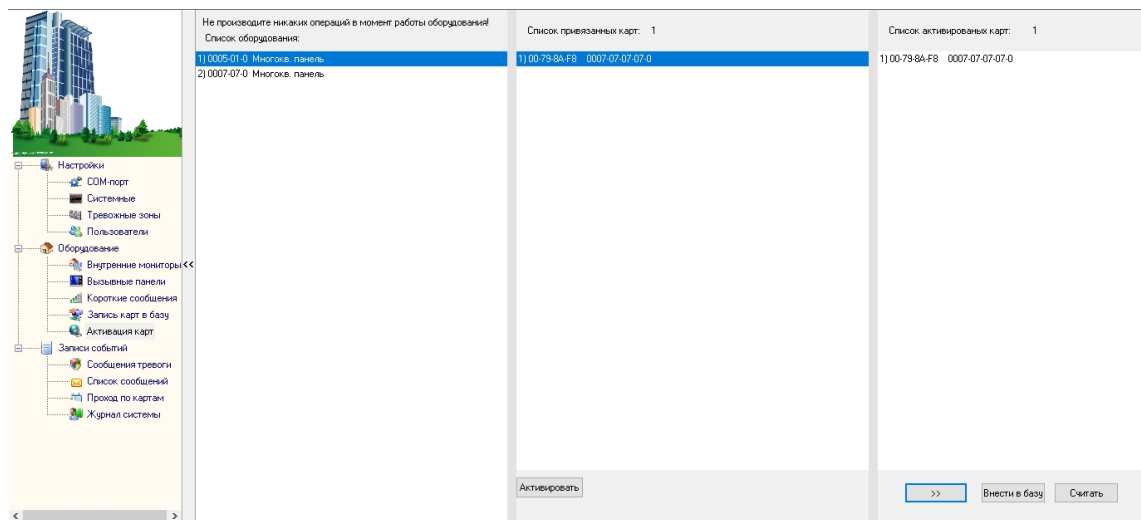 Не производите никаких операций в момент работы оборудования!
Список оборудования:
1) 0005-01-0 Многокв. панель
2) 0007-07-0 Многокв. панель
Список привязанных карт: 1
1) 00-79-8A-F8 0007-07-07-07-0
Активировать
Список активированых карт: 1
1) 00-79-8A-F8 0007-07-07-07-0
>>
Внести в базу
Считать
Настройки
COM-порт
Системные
Тревожные зоны
Пользователи
Оборудование
Внутренние мониторы
<<
Вызывные панели
Короткие сообщения
Запись карт в базу
Активация карт
Записи событий
Сообщения тревоги
Список сообщений
Проход по картам
Журнал системы